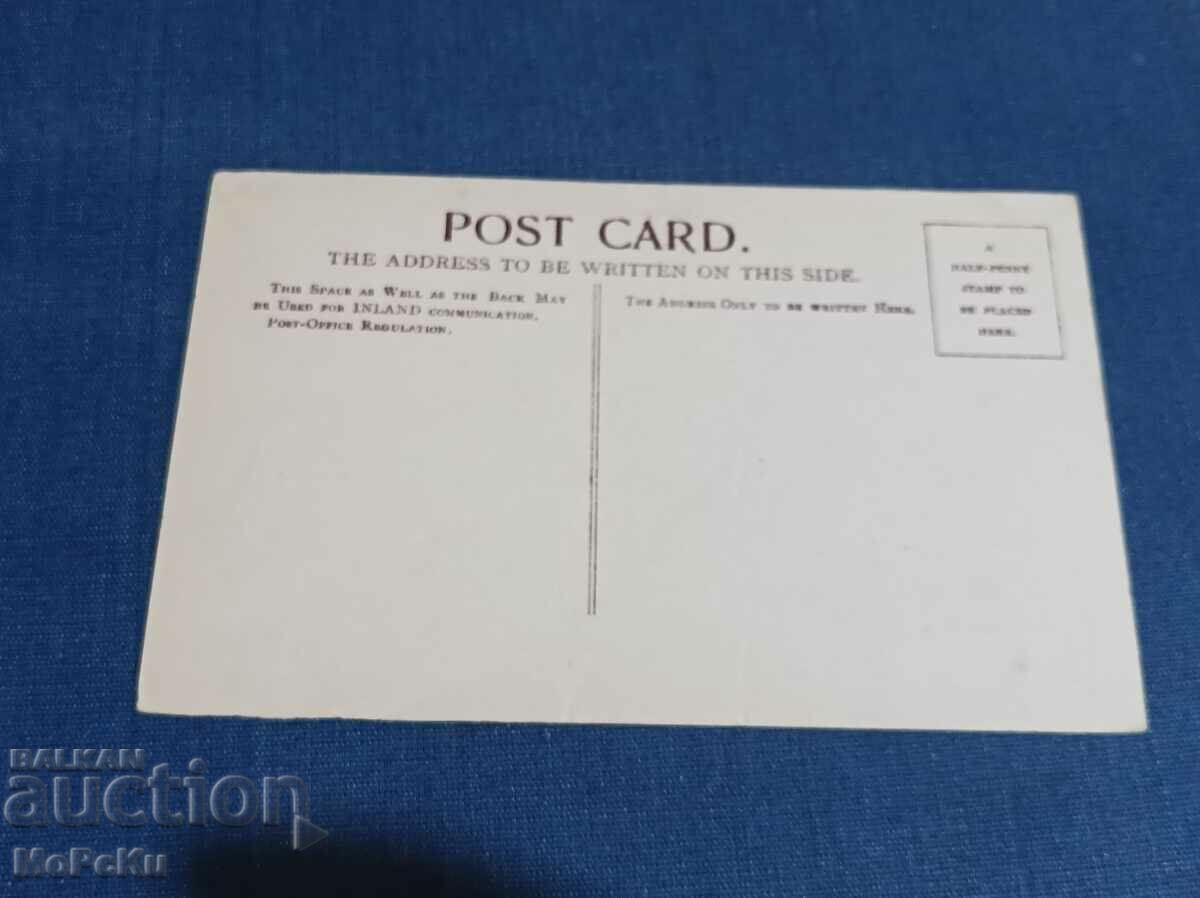 POST CARD.
THE ADDRESS TO BE WRITTEN ON THIS SIDE.
THIS SPACE AS WELL AS THE BACK MAY
BE USED FOR INLAND COMMUNICATION.
POST-OFFICE REGULATION.
THE ADDRESS ONLY TO BE WRITTEN HERE.
A
HALF-PENNY
STAMP TO
BE PLACED
HERE.
BALKAN
auction
MoPcKu